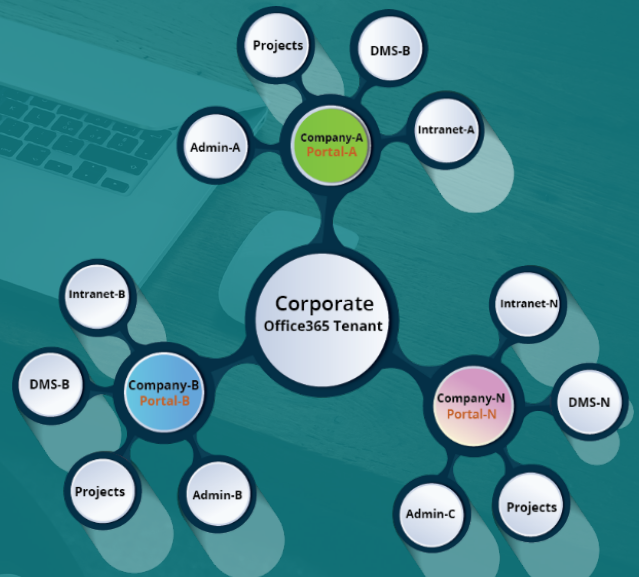 Projects
DMS-B
Admin-A
Company-A
Portal-A
Intranet-A
Corporate
Office365 Tenant
Intranet-B
DMS-B
Company-B
Portal-B
Projects
Admin-B
Intranet-N
Company-N
Portal-N
DMS-N
Admin-C
Projects